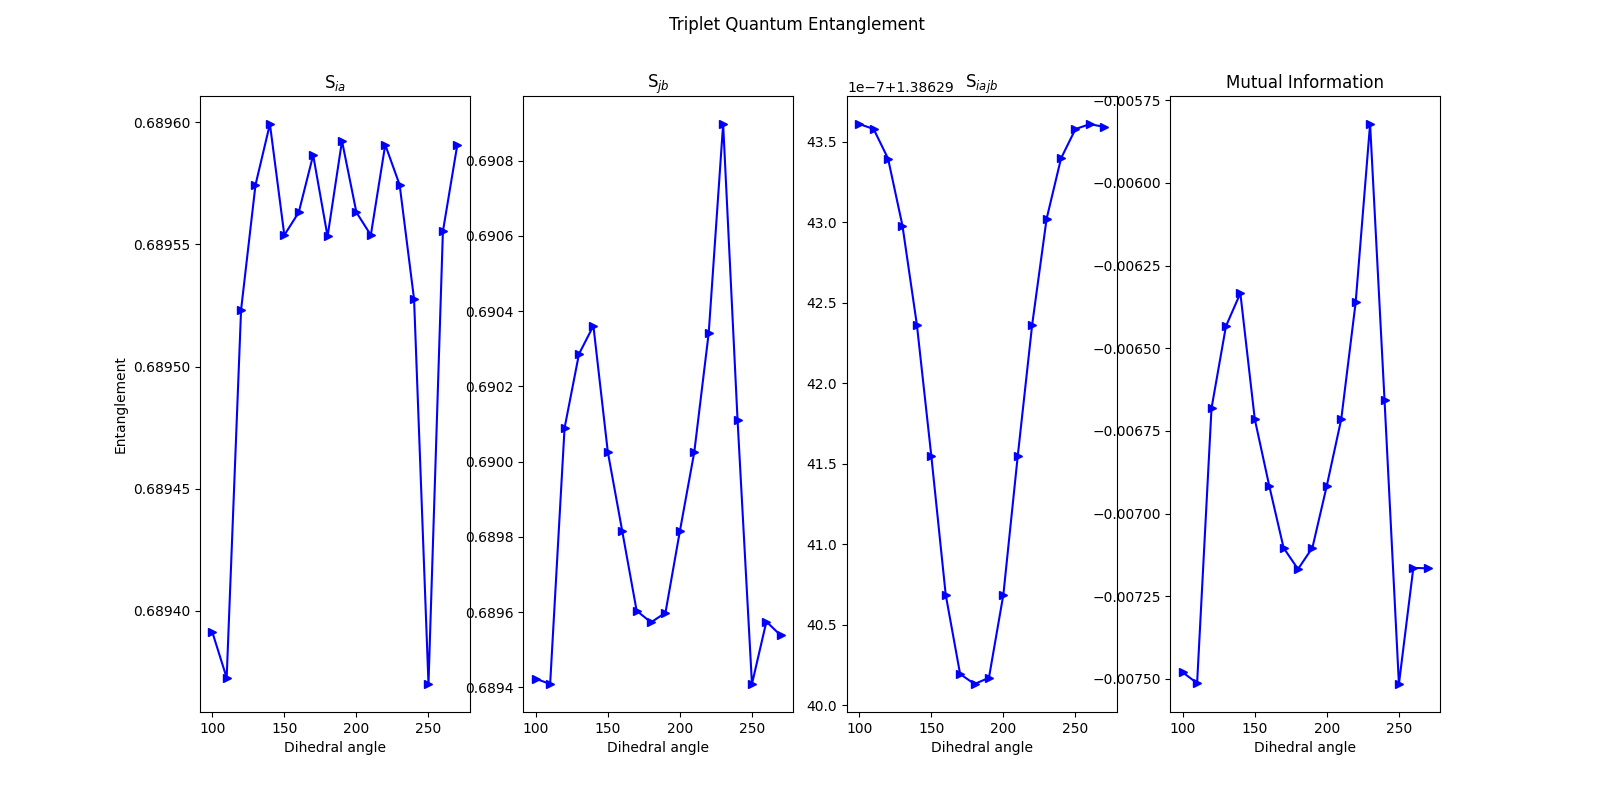 Triplet Quantum Entanglement
S_ia
Entanglement
0.68960
0.68955
0.68950
0.68945
0.68940
100 150 200 250
Dihedral angle
S_jb
0.6908
0.6906
0.6904
0.6902
0.6900
0.6898
0.6896
0.6894
100 150 200 250
Dihedral angle
1e−7+1.38629 S_iajb
43.5
43.0
42.5
42.0
41.5
41.0
40.5
40.0
100 150 200 250
Dihedral angle
Mutual Information
−0.00575
−0.00600
−0.00625
−0.00650
−0.00675
−0.00700
−0.00725
−0.00750
100 150 200 250
Dihedral angle